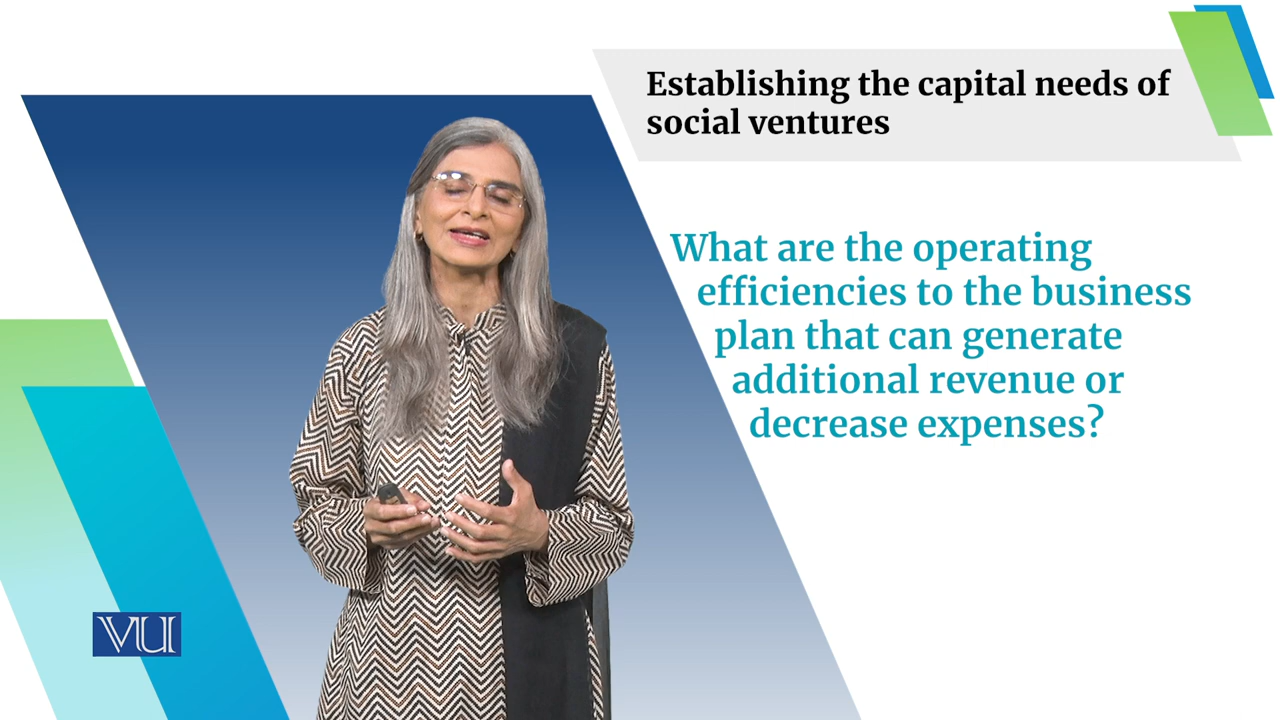 Establishing the capital needs of
social ventures
What are the operating
efficiencies to the business
plan that can generate
additional revenue or
decrease expenses?
VU